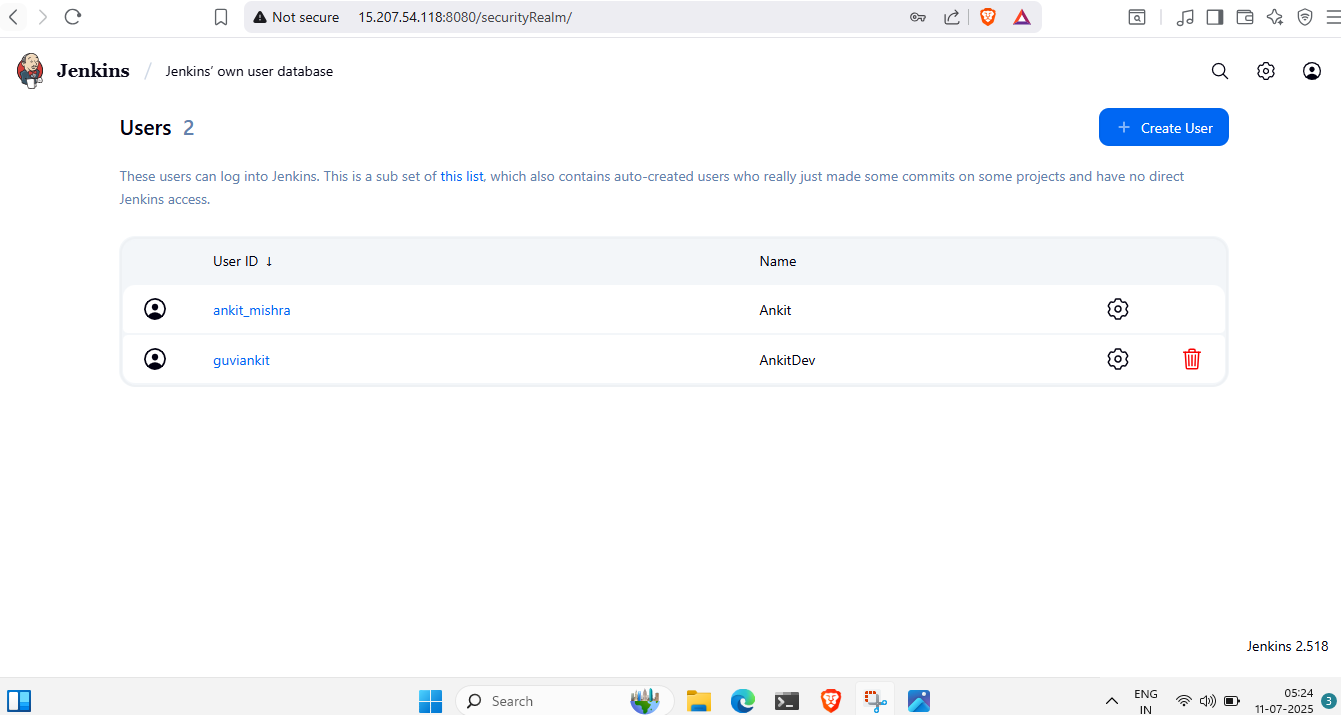 Not secure 15.207.54.118:8080/securityRealm/
Jenkins / Jenkins’ own user database
Users 2
+ Create User
These users can log into Jenkins. This is a sub set of this list, which also contains auto-created users who really just made some commits on some projects and have no direct
Jenkins access.
User ID ↓ Name
ankit_mishra Ankit
guviankit AnkitDev
Jenkins 2.518
Search
ENG
IN
05:24
11-07-2025
3